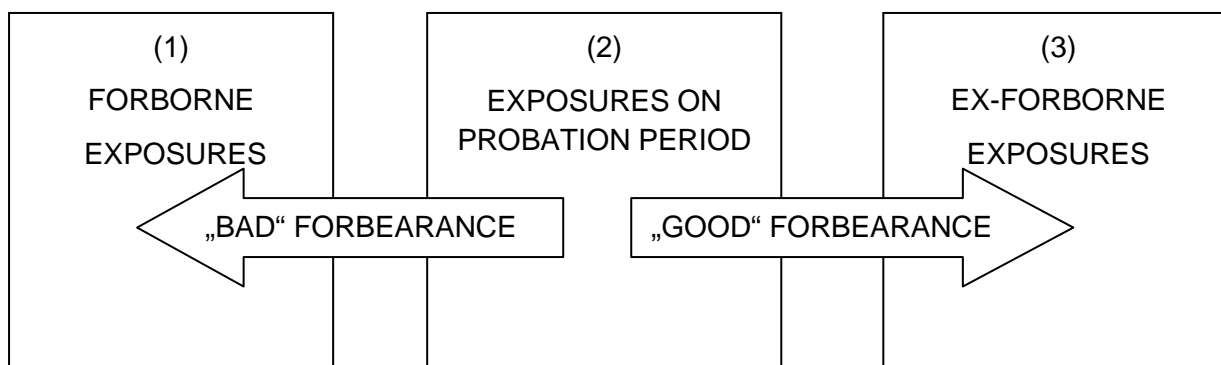 (1)
FORBORNE
EXPOSURES
(2)
EXPOSURES ON
PROBATION PERIOD
(3)
EX-FORBORNE
EXPOSURES
„BAD“ FORBEARANCE
„GOOD“ FORBEARANCE